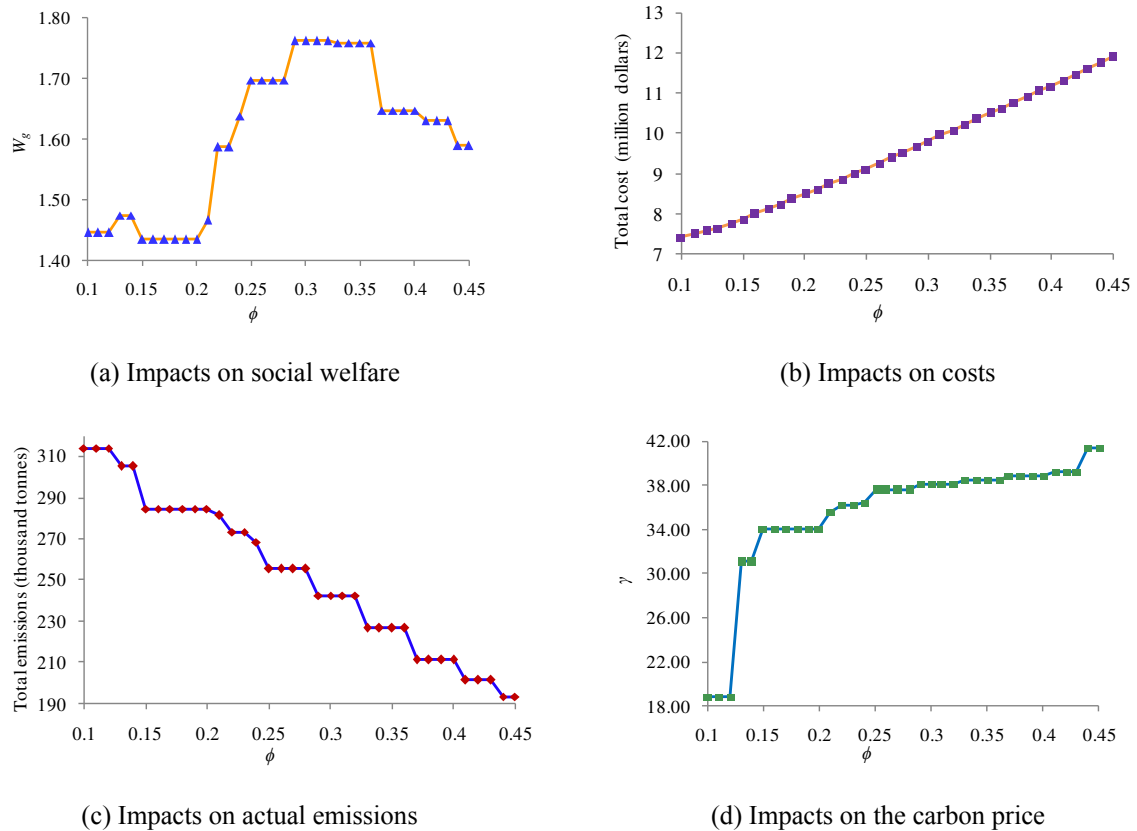 1.80
1.70
1.60
1.50
1.40
W_g
0.1 0.15 0.2 0.25 0.3 0.35 0.4 0.45
ϕ
(a) Impacts on social welfare
13
12
11
10
9
8
7
Total cost (million dollars)
0.1 0.15 0.2 0.25 0.3 0.35 0.4 0.45
ϕ
(b) Impacts on costs
310
290
270
250
230
210
190
Total emissions (thousand tonnes)
0.1 0.15 0.2 0.25 0.3 0.35 0.4 0.45
ϕ
(c) Impacts on actual emissions
42.00
38.00
34.00
30.00
26.00
22.00
18.00
γ
0.1 0.15 0.2 0.25 0.3 0.35 0.4 0.45
ϕ
(d) Impacts on the carbon price